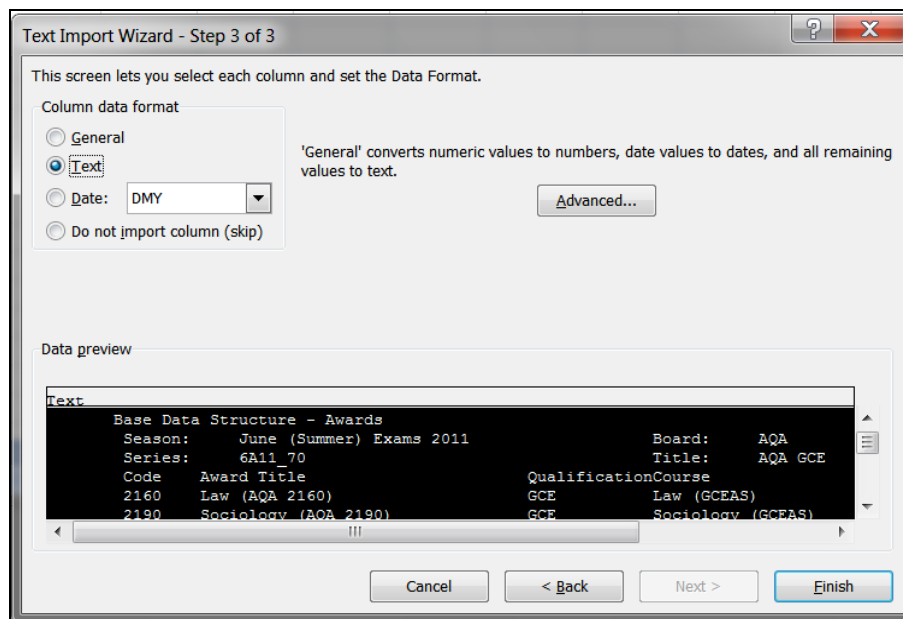 Text Import Wizard - Step 3 of 3
This screen lets you select each column and set the Data Format.
Column data format
General
Text
Date: DMY
Do not import column (skip)
'General' converts numeric values to numbers, date values to dates, and all remaining
values to text.
Advanced...
Data preview
Text
Base Data Structure - Awards
Season: June (Summer) Exams 2011 Board: AQA
Series: 6A11_70 Title: AQA GCE
Code Award Title QualificationCourse
2160 Law (AQA 2160) GCE Law (GCEAS)
2190 Sociology (AQA 2190) GCE Sociology (GCEAS)
Cancel < Back Next > Finish